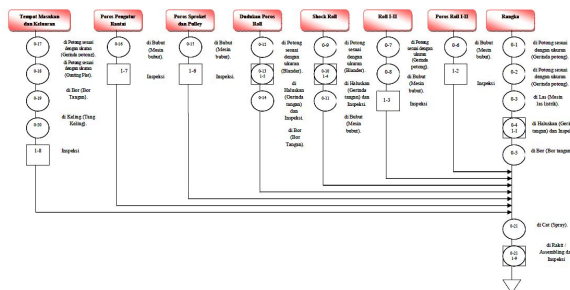 Tempat Masukan
dan Keluaran
0-17
di Potong sesuai
dengan ukuran
(Gerinda potong).
0-18
di Potong sesuai
dengan ukuran
(Gunting Plat).
0-19
di Bor (Bor
Tangan).
0-20
di Keling (Tang
Keling).
1-8
Inspeksi
Poros Pengatur
Rantai
0-16
di Bubut
(Mesin
bubut).
1-7
Inspeksi
Poros Sproket
dan Pulley
0-15
di Bubut
(Mesin
bubut).
1-6
Inspeksi.
Dudukan Poros
Roll
0-12
di Potong
sesuai
dengan
ukuran
(Blander).
0-13
1-5
di
Haluskan
(Gerinda
tangan)
dan
Inspeksi.
0-14
di Bor
(Bor
Tangan).
Shock Roll
0-9
di Potong
sesuai
dengan
ukuran
(Blander).
0-10
1-4
di Haluskan
(Gerinda
tangan) dan
Inspeksi.
0-11
di Bubut
(Mesin
bubut).
Roll I-II
0-7
di Potong
sesuai
dengan ukuran
(Gerinda
potong).
0-8
di Bubut
(Mesin
bubut).
1-3
Inspeksi
Poros Roll I-II
0-6
di Bubut
(Mesin
bubut).
1-2
Inspeksi
Rangka
0-1
di Potong sesuai
dengan ukuran
(Gerinda potong).
0-2
di Potong sesuai
dengan ukuran
(Gerinda potong).
0-3
di Las (Mesin
las listrik).
0-4
1-1
di Haluskan (Geri
tangan) dan Inspe
0-5
di Bor (Bor tangan)
0-22
di Cat (Spray).
1-9
di Rakit /
Assembling da
Inspeksi